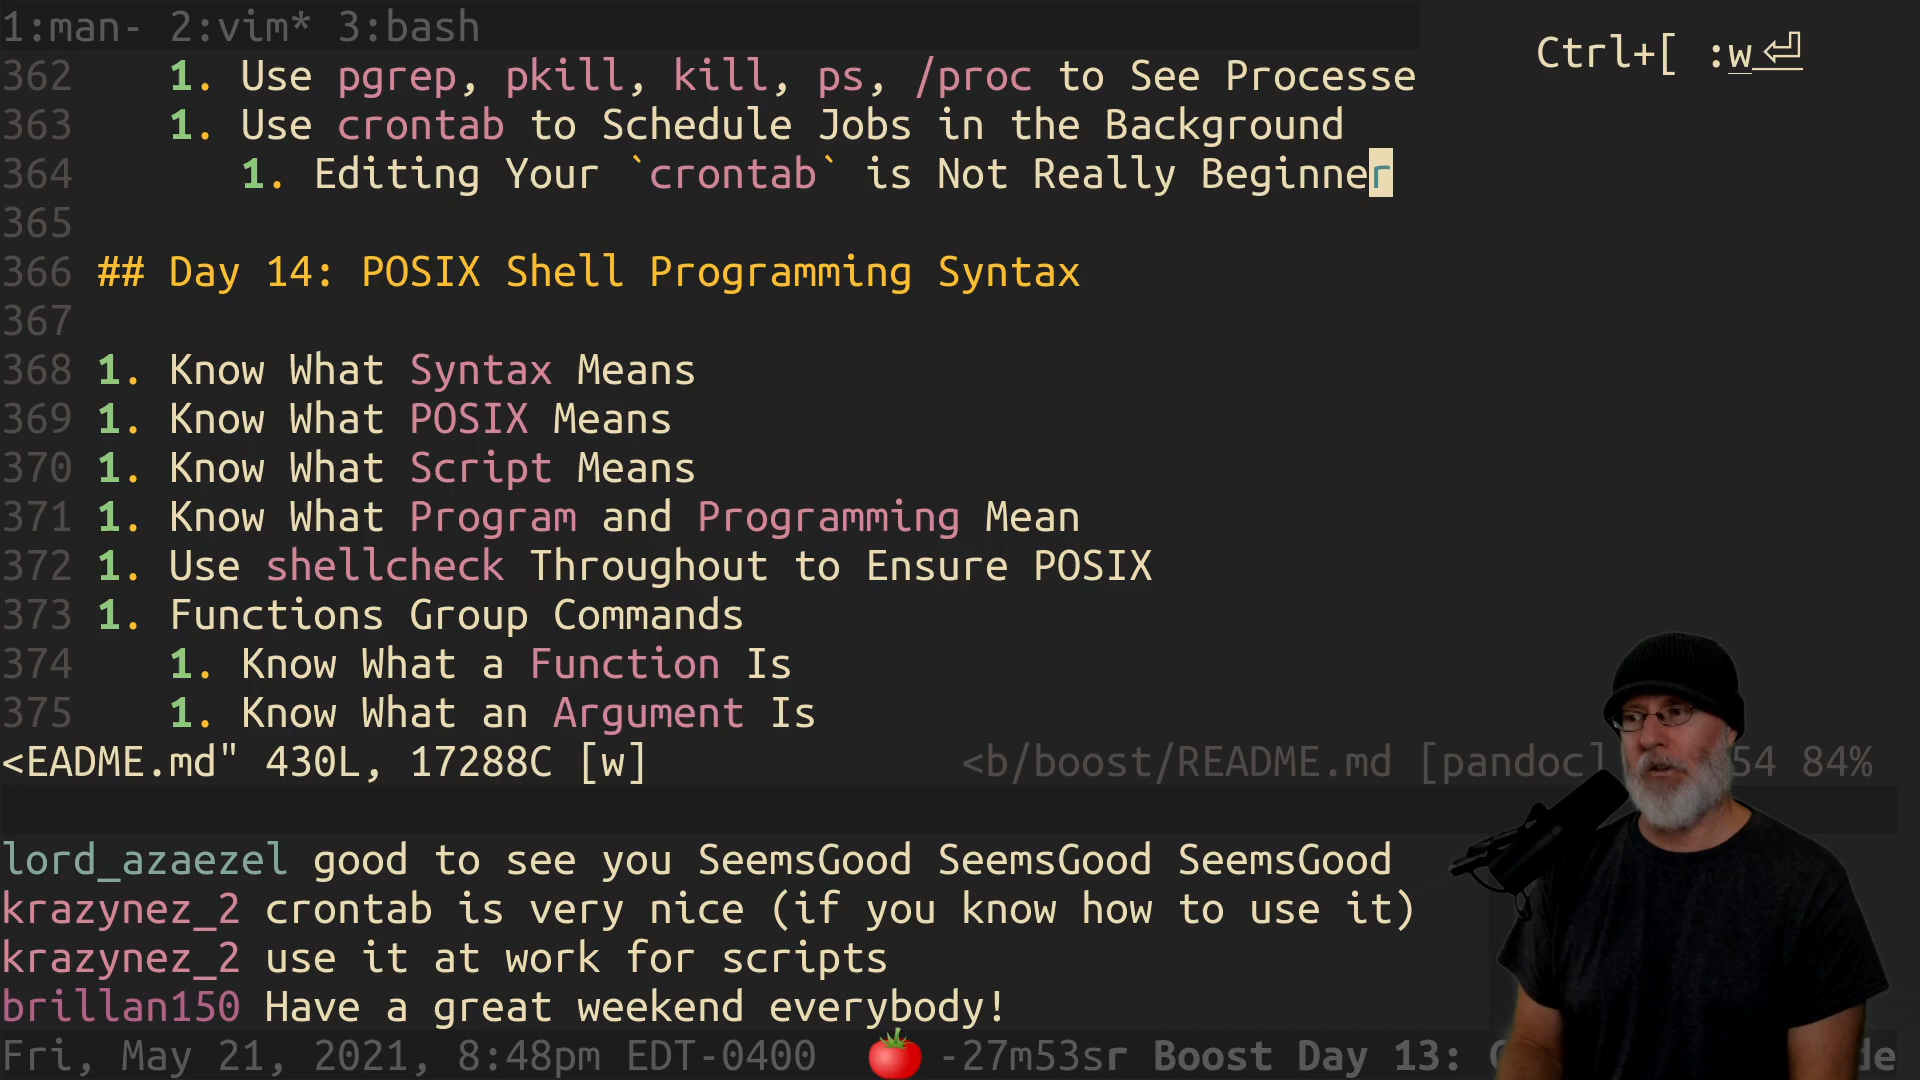 1:man- 2:vim* 3:bash
Ctrl+[ :w⏎
362 1. Use pgrep, pkill, kill, ps, /proc to See Processe
363 1. Use crontab to Schedule Jobs in the Background
364 1. Editing Your `crontab` is Not Really Beginner
365
366 ## Day 14: POSIX Shell Programming Syntax
367
368 1. Know What Syntax Means
369 1. Know What POSIX Means
370 1. Know What Script Means
371 1. Know What Program and Programming Mean
372 1. Use shellcheck Throughout to Ensure POSIX
373 1. Functions Group Commands
374 1. Know What a Function Is
375 1. Know What an Argument Is
<EADME.md" 430L, 17288C [w] <b/boost/README.md [pandoc] 54 84%
lord_azaezel good to see you SeemsGood SeemsGood SeemsGood
krazynez_2 crontab is very nice (if you know how to use it)
krazynez_2 use it at work for scripts
brillan150 Have a great weekend everybody!
Fri, May 21, 2021, 8:48pm EDT-0400 🍅 -27m53sr Boost Day 13: de